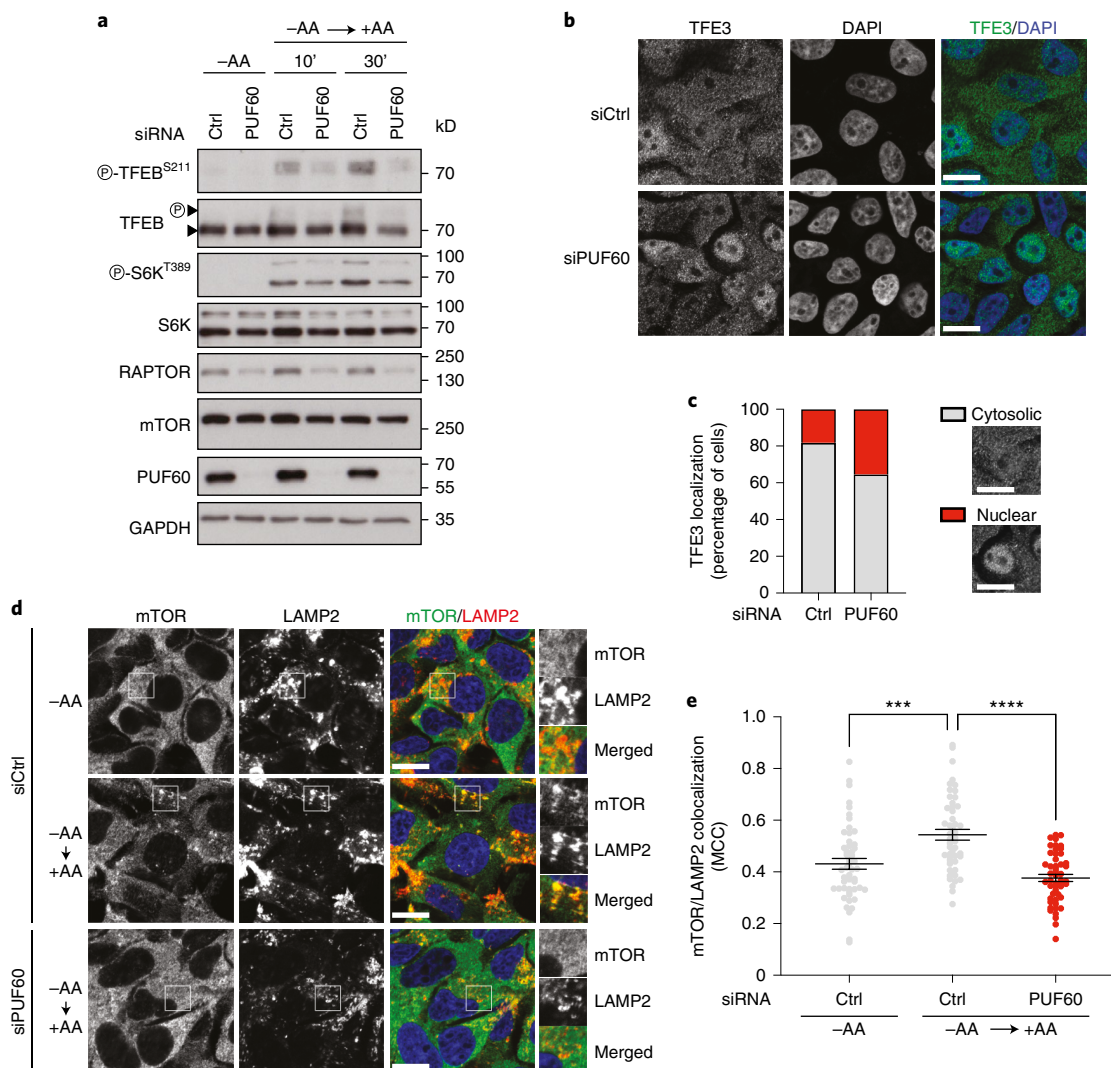 a
–AA → +AA
–AA 10' 30'
siRNA Ctrl PUF60 Ctrl PUF60 Ctrl PUF60 kD
Ⓟ-TFEB^S211 70
Ⓟ
TFEB 70
Ⓟ-S6K^T389 100
70
S6K 100
70
RAPTOR 250
130
mTOR 250
PUF60 70
55
GAPDH 35
b
TFE3 DAPI TFE3/DAPI
siCtrl
siPUF60
c
TFE3 localization
(percentage of cells)
100
80
60
40
20
0
siRNA Ctrl PUF60
Cytosolic
Nuclear
d
mTOR LAMP2 mTOR/LAMP2
siCtrl
–AA
mTOR
LAMP2
Merged
–AA
+AA
mTOR
LAMP2
Merged
siPUF60
–AA
+AA
mTOR
LAMP2
Merged
e
mTOR/LAMP2 colocalization
(MCC)
1.0
0.8
0.6
0.4
0.2
0
*** ****
siRNA Ctrl Ctrl PUF60
–AA –AA → +AA